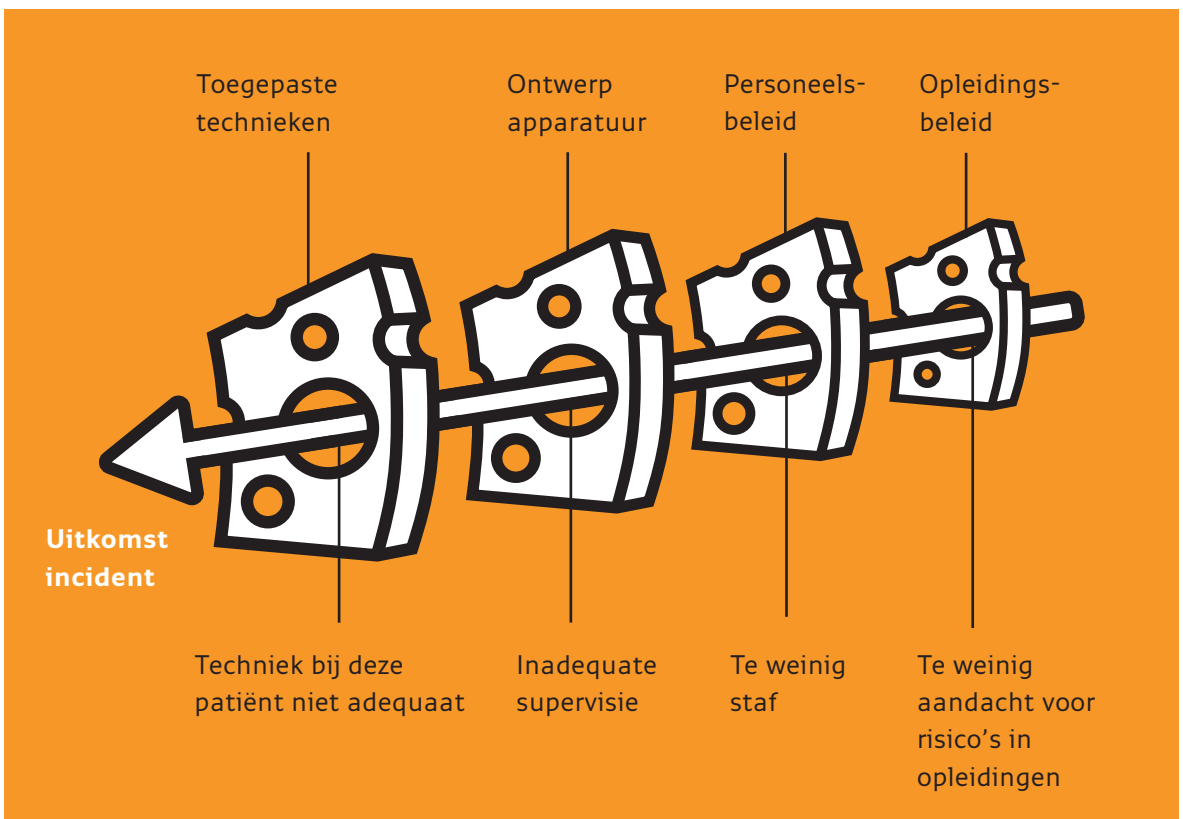 Toegepaste
technieken
Ontwerp
apparatuur
Personeels-
beleid
Opleidings-
beleid
Uitkomst
incident
Techniek bij deze
patiënt niet adequaat
Inadequate
supervisie
Te weinig
staf
Te weinig
aandacht voor
risico’s in
opleidingen